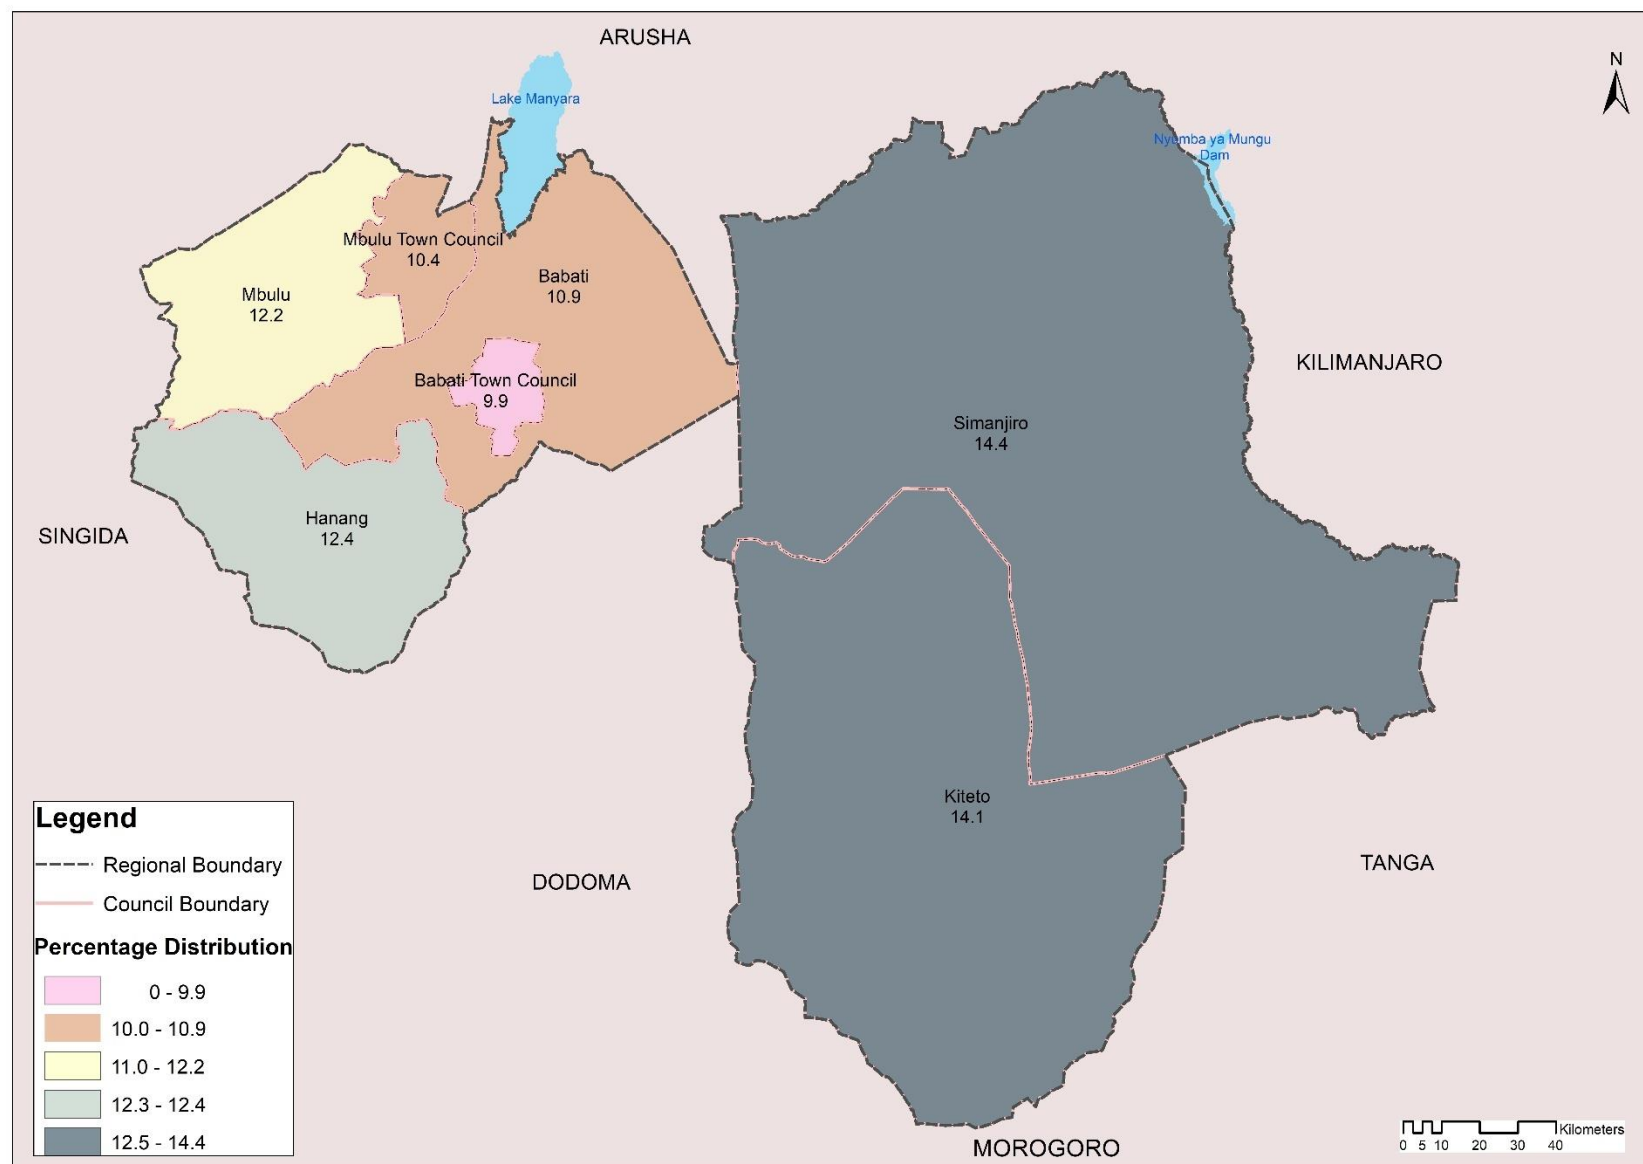 ARUSHA
N
Lake Manyara
Nyumba ya Mungu
Dam
Mbulu Town Council
10.4
Babati
10.9
Mbulu
12.2
KILIMANJARO
Babati Town Council
9.9
Simanjiro
14.4
Hanang
12.4
SINGIDA
Kiteto
14.1
DODOMA
TANGA
MOROGORO
Legend
Regional Boundary
Council Boundary
Percentage Distribution
0 - 9.9
10.0 - 10.9
11.0 - 12.2
12.3 - 12.4
12.5 - 14.4
Kilometers
0 5 10 20 30 40